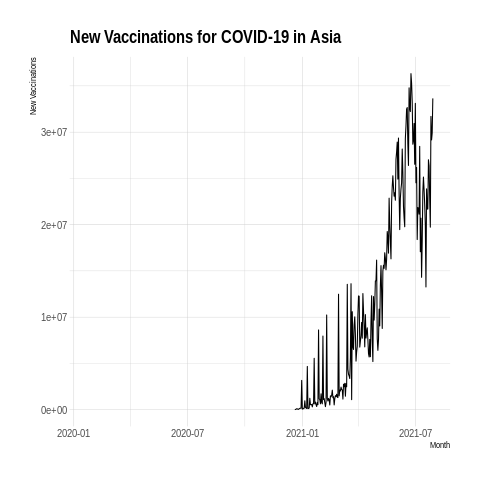 New Vaccinations for COVID-19 in Asia
New Vaccinations
3e+07
2e+07
1e+07
0e+00
2020-01 2020-07 2021-01 2021-07
Month